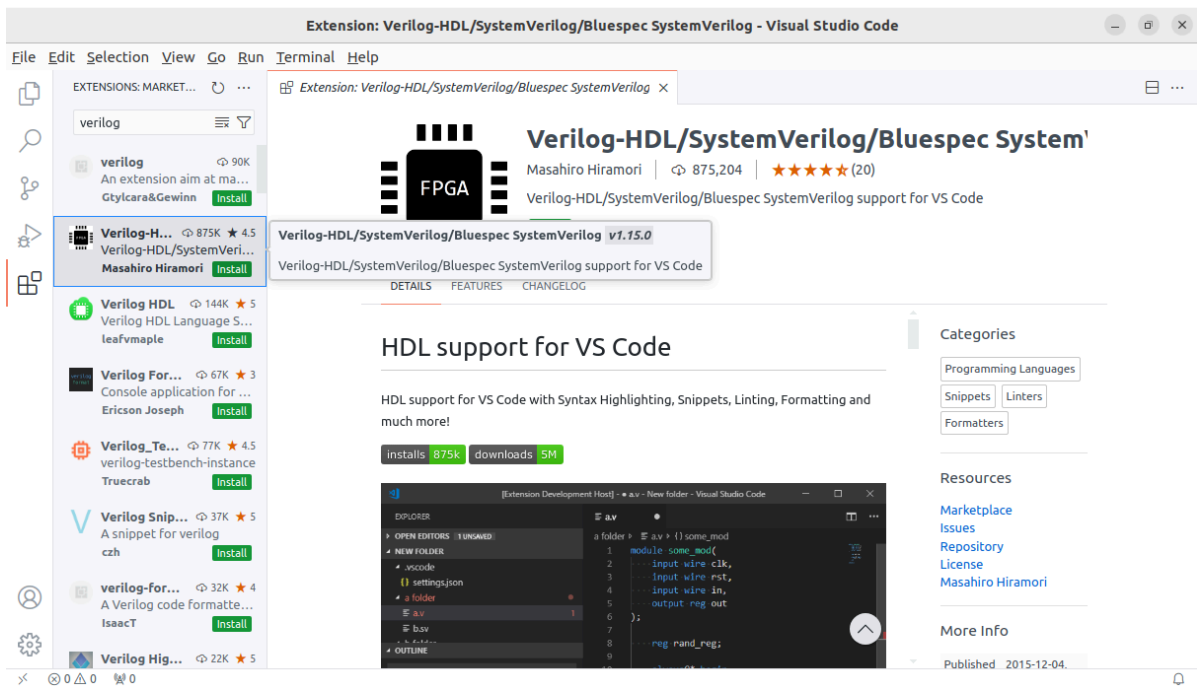 Extension: Verilog-HDL/SystemVerilog/Bluespec SystemVerilog - Visual Studio Code
File Edit Selection View Go Run Terminal Help
EXTENSIONS: MARKET...
verilog
verilog 90K
An extension aim at ma...
Gtylcara&Gewinn Install
Verilog-H... 875K ★ 4.5
Verilog-HDL/SystemVeri...
Masahiro Hiramori Install
Verilog HDL 144K ★ 5
Verilog HDL Language S...
leafvmaple Install
Verilog For... 67K ★ 3
Console application for ...
Ericson Joseph Install
Verilog_Te... 77K ★ 4.5
verilog-testbench-instance
Truecrab Install
Verilog Snip... 37K ★ 5
A snippet for verilog
czh Install
verilog-for... 32K ★ 4
A Verilog code formatte...
IsaacT Install
Verilog Hig... 22K ★ 5
Extension: Verilog-HDL/SystemVerilog/Bluespec SystemVerilog
FPGA
Verilog-HDL/SystemVerilog/Bluespec System
Masahiro Hiramori 875,204 (20)
Verilog-HDL/SystemVerilog/Bluespec SystemVerilog support for VS Code
Verilog-HDL/SystemVerilog/Bluespec SystemVerilog v1.15.0
Verilog-HDL/SystemVerilog/Bluespec SystemVerilog support for VS Code
DETAILS FEATURES CHANGELOG
HDL support for VS Code
HDL support for VS Code with Syntax Highlighting, Snippets, Linting, Formatting and
much more!
installs 875k downloads 5M
[Extension Development Host] - ● a.v - New folder - Visual Studio Code
EXPLORER
OPEN EDITORS 1 UNSAVED
NEW FOLDER
.vscode
{} settings.json
a folder
a.v 1
b.sv
OUTLINE
a.v
a folder a.v {} some_mod
1 module some_mod(
2 input wire clk,
3 input wire rst,
4 input wire in,
5 output reg out
6 );
7
8 reg rand_reg;
9
Categories
Programming Languages
Snippets Linters
Formatters
Resources
Marketplace
Issues
Repository
License
Masahiro Hiramori
More Info
Published 2015-12-04,
0 0 0